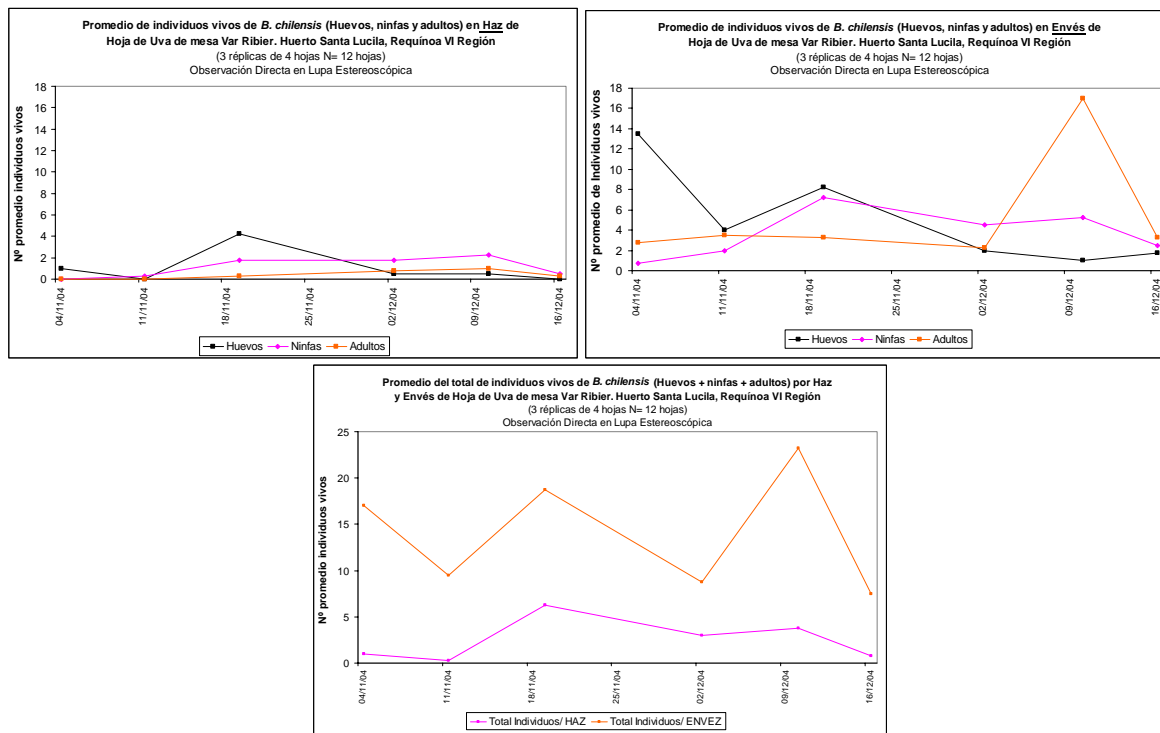 Promedio de individuos vivos de B. chilensis (Huevos, ninfas y adultos) en Haz de
Hoja de Uva de mesa Var Ribier. Huerto Santa Lucila, Requínoa VI Región
(3 réplicas de 4 hojas N= 12 hojas)
Observación Directa en Lupa Estereoscópica
Nº promedio individuos vivos
18
16
14
12
10
8
6
4
2
0
04/11/04
11/11/04
18/11/04
25/11/04
02/12/04
09/12/04
16/12/04
Huevos Ninfas Adultos
Promedio de individuos vivos de B. chilensis (Huevos, ninfas y adultos) en Envés de
Hoja de Uva de mesa Var Ribier. Huerto Santa Lucila, Requínoa VI Región
(3 réplicas de 4 hojas N= 12 hojas)
Observación Directa en Lupa Estereoscópica
Nº promedio de Individuos vivos
18
16
14
12
10
8
6
4
2
0
04/11/04
11/11/04
18/11/04
25/11/04
02/12/04
09/12/04
16/12/04
Huevos Ninfas Adultos
Promedio del total de individuos vivos de B. chilensis (Huevos + ninfas + adultos) por Haz
y Envés de Hoja de Uva de mesa Var Ribier. Huerto Santa Lucila, Requínoa VI Región
(3 réplicas de 4 hojas N= 12 hojas)
Observación Directa en Lupa Estereoscópica
Nº promedio individuos vivos
25
20
15
10
5
0
04/11/04
11/11/04
18/11/04
25/11/04
02/12/04
09/12/04
16/12/04
Total Individuos/ HAZ Total Individuos/ ENVEZ